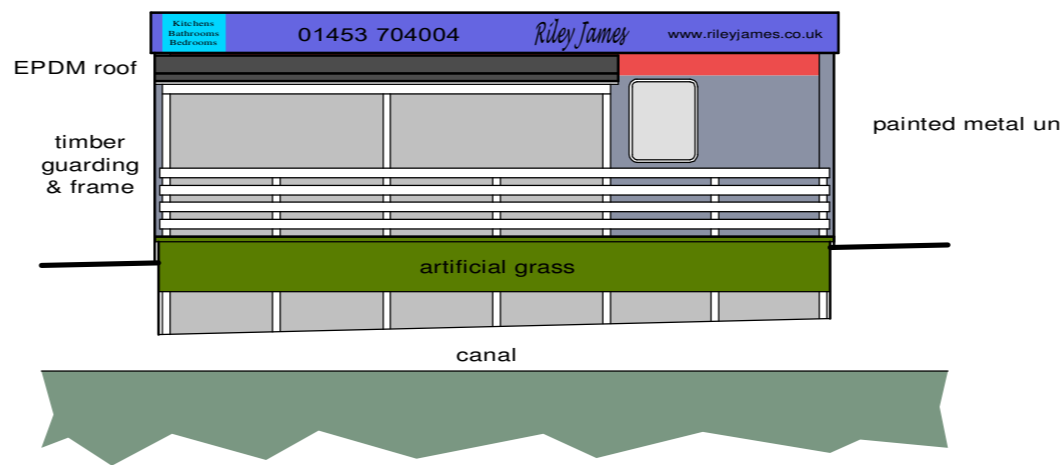 Kitchens
Bathrooms
Bedrooms
01453 704004
Riley James
www.rileyjames.co.uk
EPDM roof
painted metal un
timber
guarding
& frame
artificial grass
canal